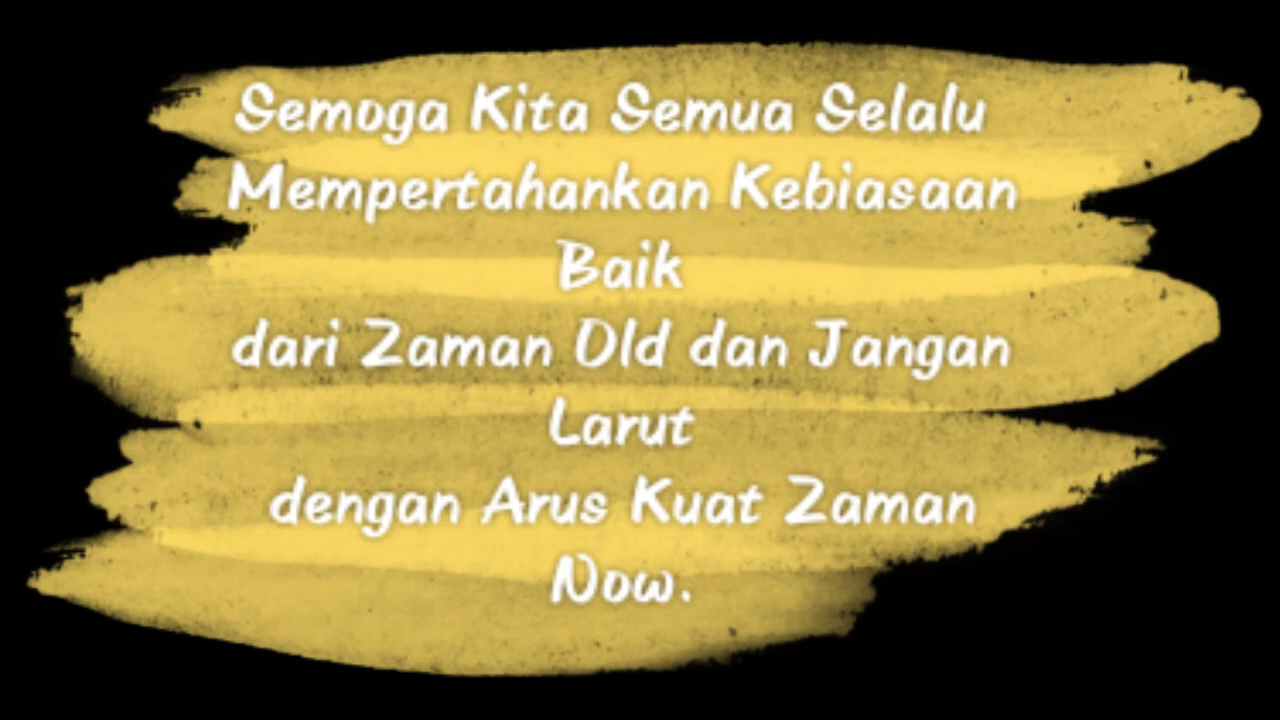 Semoga Kita Semua Selalu
Mempertahankan Kebiasaan
Baik
dari Zaman Old dan Jangan
Larut
dengan Arus Kuat Zaman
Now.